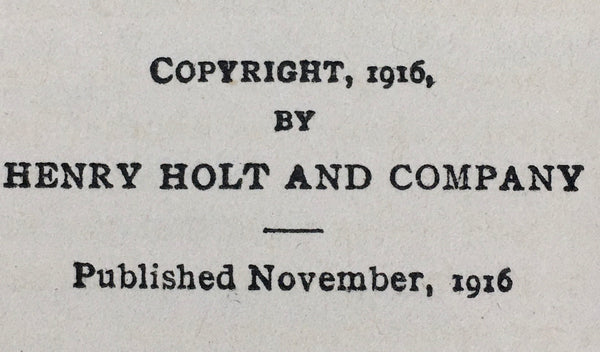 COPYRIGHT, 1916,
BY
HENRY HOLT AND COMPANY
Published November, 1916